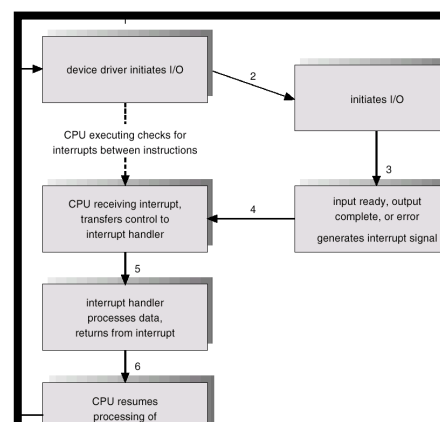 device driver initiates I/O
2
initiates I/O
CPU executing checks for
interrupts between instructions
3
CPU receiving interrupt,
transfers control to
interrupt handler
4
input ready, output
complete, or error
generates interrupt signal
5
interrupt handler
processes data,
returns from interrupt
6
CPU resumes
processing of